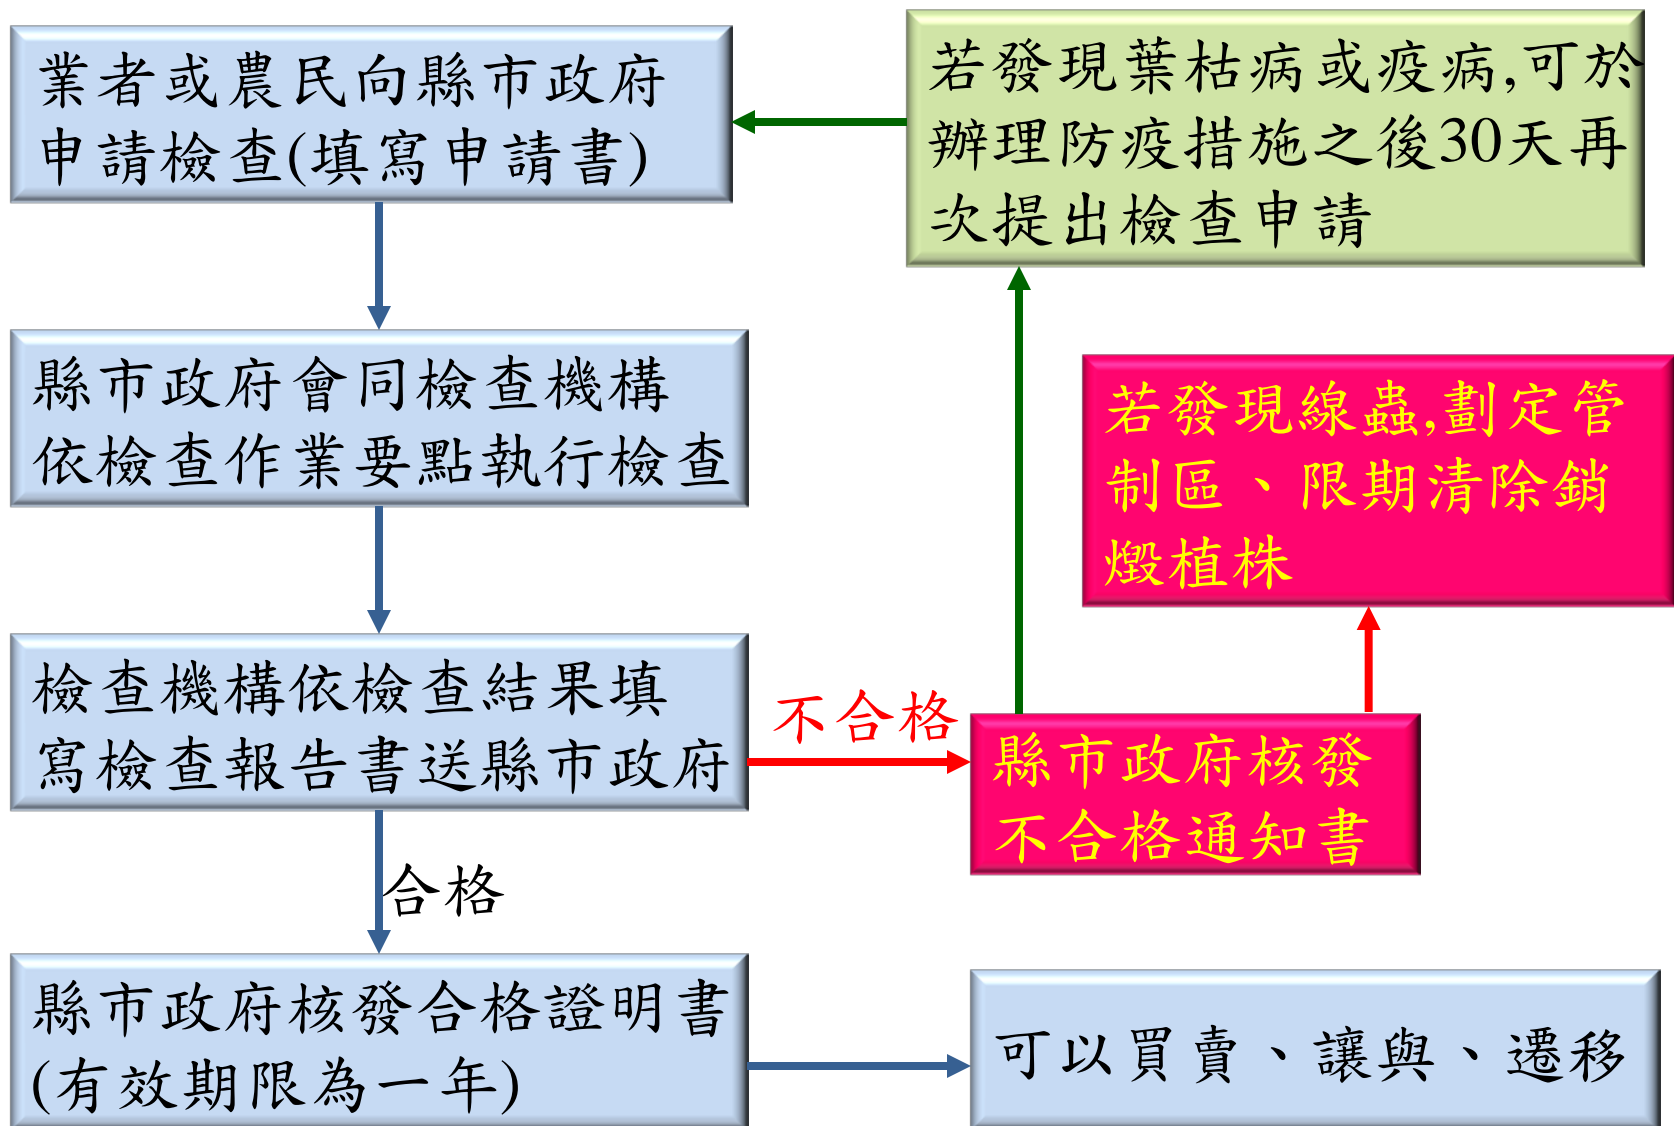 業者或農民向縣市政府
申請檢查(填寫申請書)
若發現葉枯病或疫病,可於
辦理防疫措施之後30天再
次提出檢查申請
縣市政府會同檢查機構
依檢查作業要點執行檢查
若發現線蟲,劃定管
制區、限期清除銷
燬植株
檢查機構依檢查結果填
寫檢查報告書送縣市政府
不合格
縣市政府核發
不合格通知書
合格
縣市政府核發合格證明書
(有效期限為一年)
可以買賣、讓與、遷移